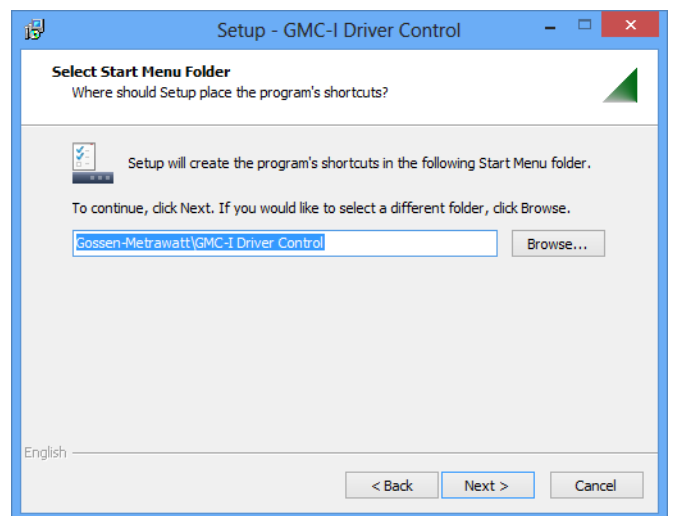 Setup - GMC-I Driver Control
Select Start Menu Folder
Where should Setup place the program's shortcuts?
Setup will create the program's shortcuts in the following Start Menu folder.
To continue, click Next. If you would like to select a different folder, click Browse.
Gossen-Metrawatt\GMC-I Driver Control
Browse...
English
< Back
Next >
Cancel